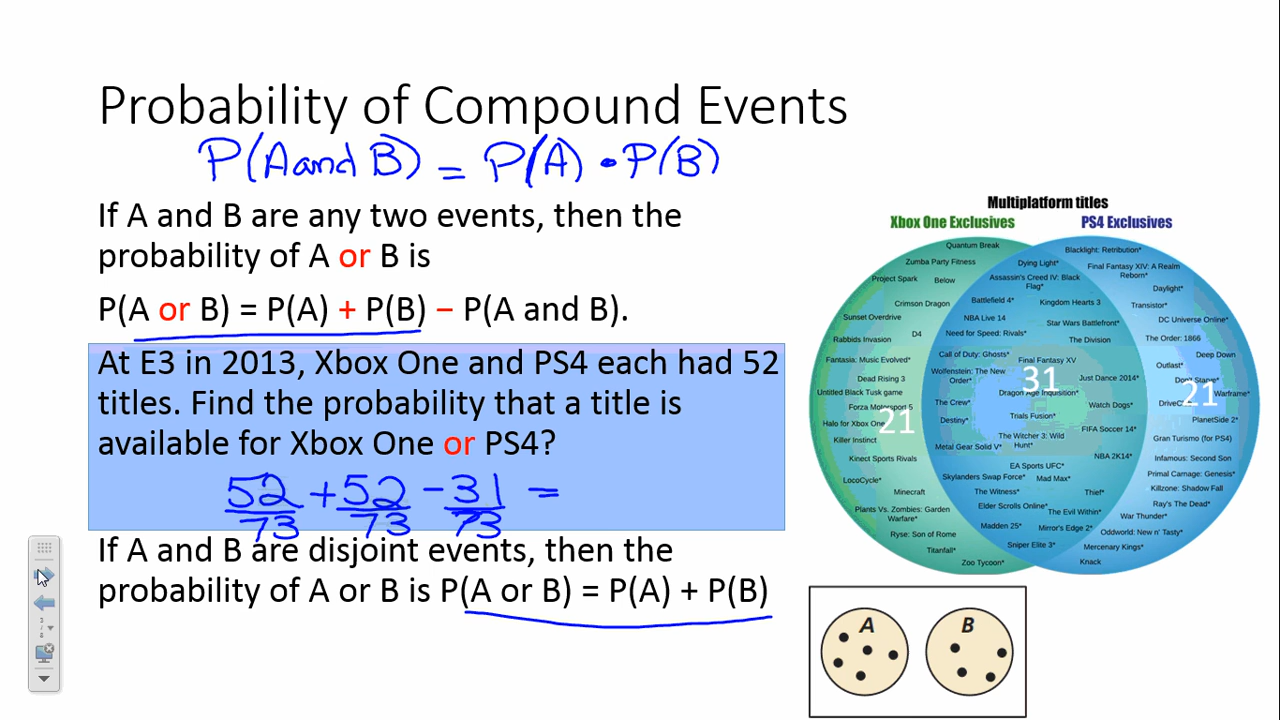 Probability of Compound Events
P(A and B) = P(A) • P(B)
If A and B are any two events, then the
probability of A or B is
P(A or B) = P(A) + P(B) – P(A and B).
At E3 in 2013, Xbox One and PS4 each had 52
titles. Find the probability that a title is
available for Xbox One or PS4?
52/73 + 52/73 - 31/73 =
If A and B are disjoint events, then the
probability of A or B is P(A or B) = P(A) + P(B)
Multiplatform titles
Xbox One Exclusives
PS4 Exclusives
Quantum Break
Zumba Party Fitness
Project Spark
Below
Crimson Dragon
Sunset Overdrive
D4
Rabbids Invasion
Fantasia: Music Evolved*
Dead Rising 3
Untitled Black Tusk game
Forza Motorsport 5
Halo for Xbox One
21
Killer Instinct
Kinect Sports Rivals
LocoCycle*
Minecraft
Plants Vs. Zombies: Garden
Warfare*
Ryse: Son of Rome
Titanfall*
Zoo Tycoon*
Dying Light*
Assassin's Creed IV: Black
Flag*
Battlefield 4*
Kingdom Hearts 3
NBA Live 14
Star Wars Battlefront*
Need for Speed: Rivals*
The Division
Call of Duty: Ghosts*
Final Fantasy XV
Wolfenstein: The New
Order*
31
Just Dance 2014*
Dragon Age Inquisition*
The Crew*
Watch Dogs*
Destiny*
Trials Fusion*
FIFA Soccer 14*
The Witcher 3: Wild
Hunt*
Metal Gear Solid V*
NBA 2K14*
EA Sports UFC*
Skylanders Swap Force*
Mad Max*
The Witness*
Thief*
Elder Scrolls Online*
The Evil Within*
Madden 25*
Mirror's Edge 2*
Sniper Elite 3*
Blacklight: Retribution*
Final Fantasy XIV: A Realm
Reborn*
Daylight*
Transistor*
DC Universe Online*
The Order: 1866
Deep Down
Outlast*
Don't Starve*
Warframe*
21
PlanetSide 2*
Gran Turismo (for PS4)
Infamous: Second Son
Primal Carnage: Genesis*
Killzone: Shadow Fall
Ray's The Dead*
War Thunder*
Oddworld: New n' Tasty*
Mercenary Kings*
Knack
A
B